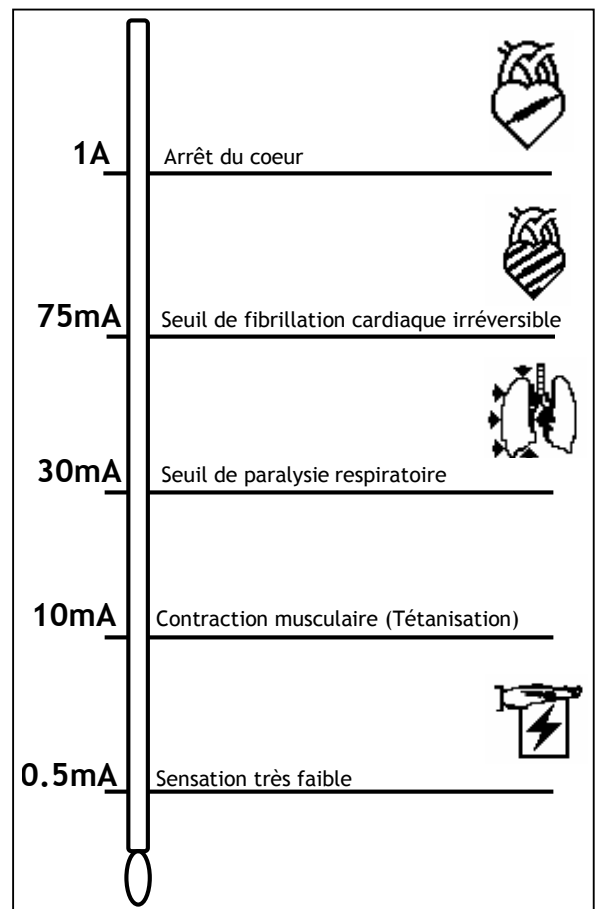 1A Arrêt du coeur
75mA Seuil de fibrillation cardiaque irréversible
30mA Seuil de paralysie respiratoire
10mA Contraction musculaire (Tétanisation)
0.5mA Sensation très faible